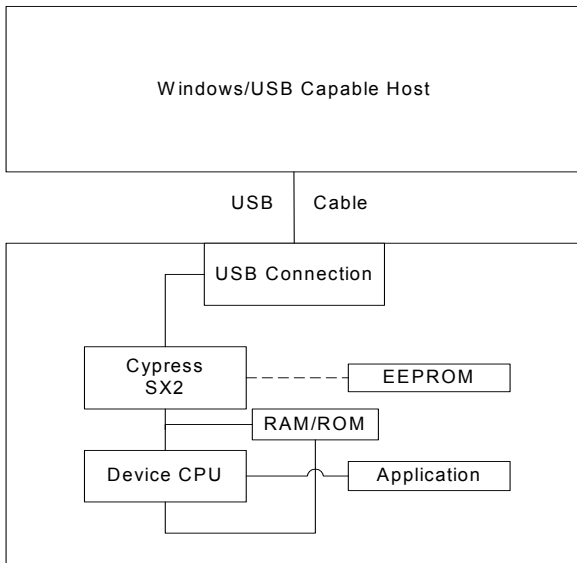 Windows/USB Capable Host
USB Cable
USB Connection
Cypress
SX2
EEPROM
RAM/ROM
Device CPU
Application